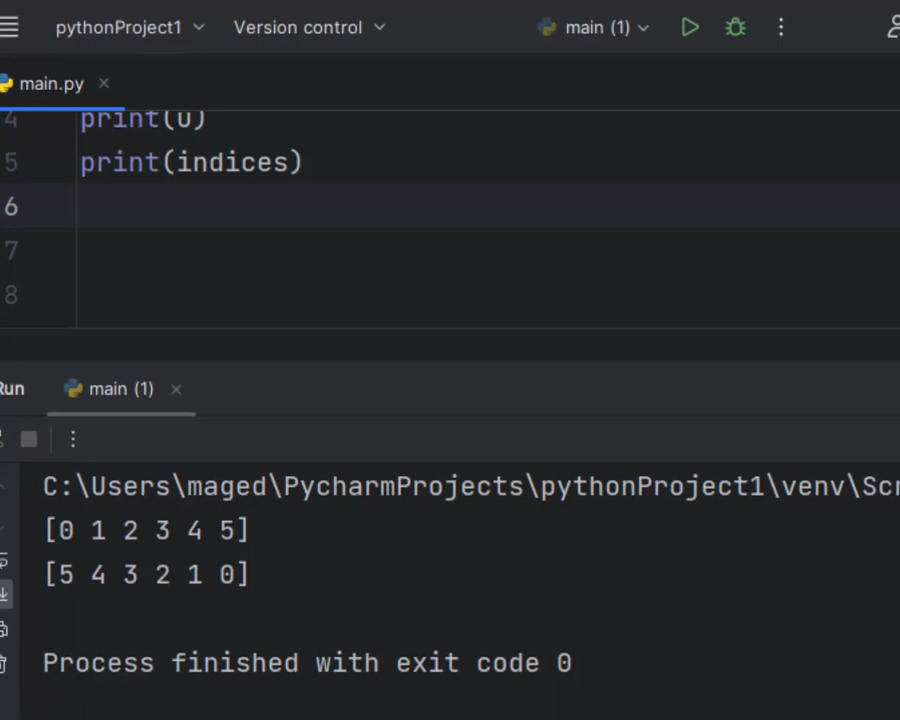 pythonProject1 Version control main (1)
main.py
4 print(u)
5 print(indices)
6
7
8
Run main (1)
C:\Users\maged\PycharmProjects\pythonProject1\venv\Scr
[0 1 2 3 4 5]
[5 4 3 2 1 0]
Process finished with exit code 0